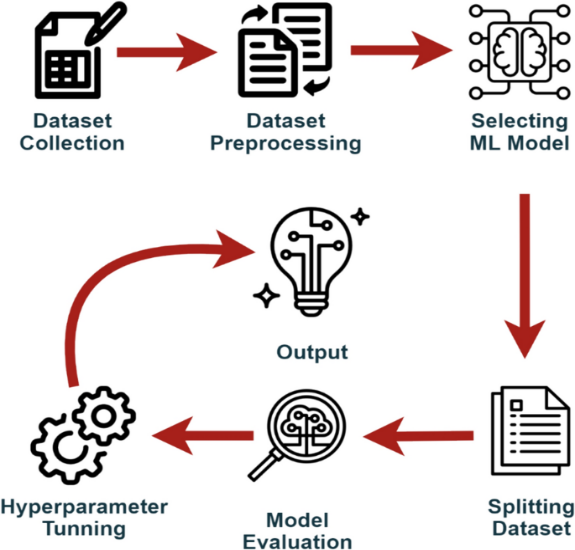 Dataset
Collection
Dataset
Preprocessing
Selecting
ML Model
Output
Hyperparameter
Tunning
Model
Evaluation
Splitting
Dataset